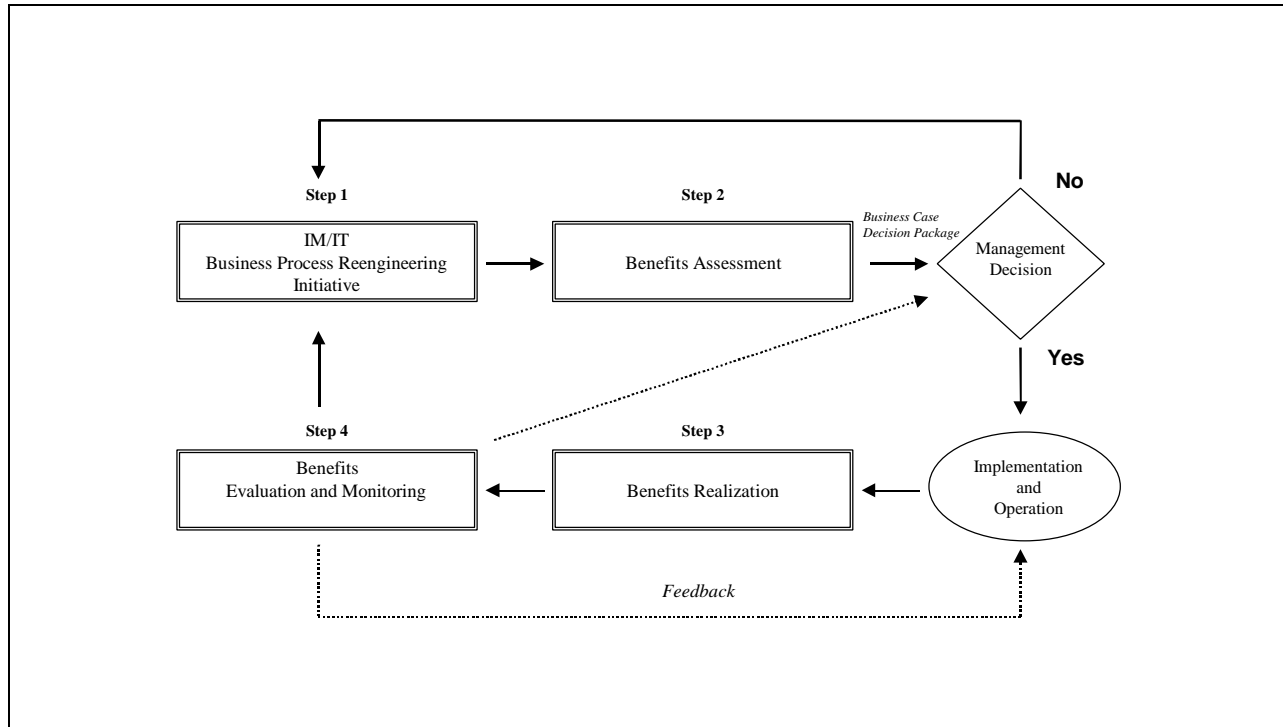 No
Step 1
Step 2
Business Case
Decision Package
IM/IT
Business Process Reengineering
Initiative
Benefits Assessment
Management
Decision
Yes
Step 4
Step 3
Benefits
Evaluation and Monitoring
Benefits Realization
Implementation
and
Operation
Feedback